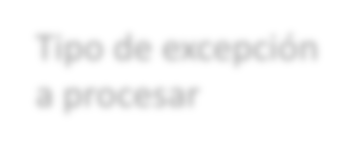 Tipo de excepción
a procesar